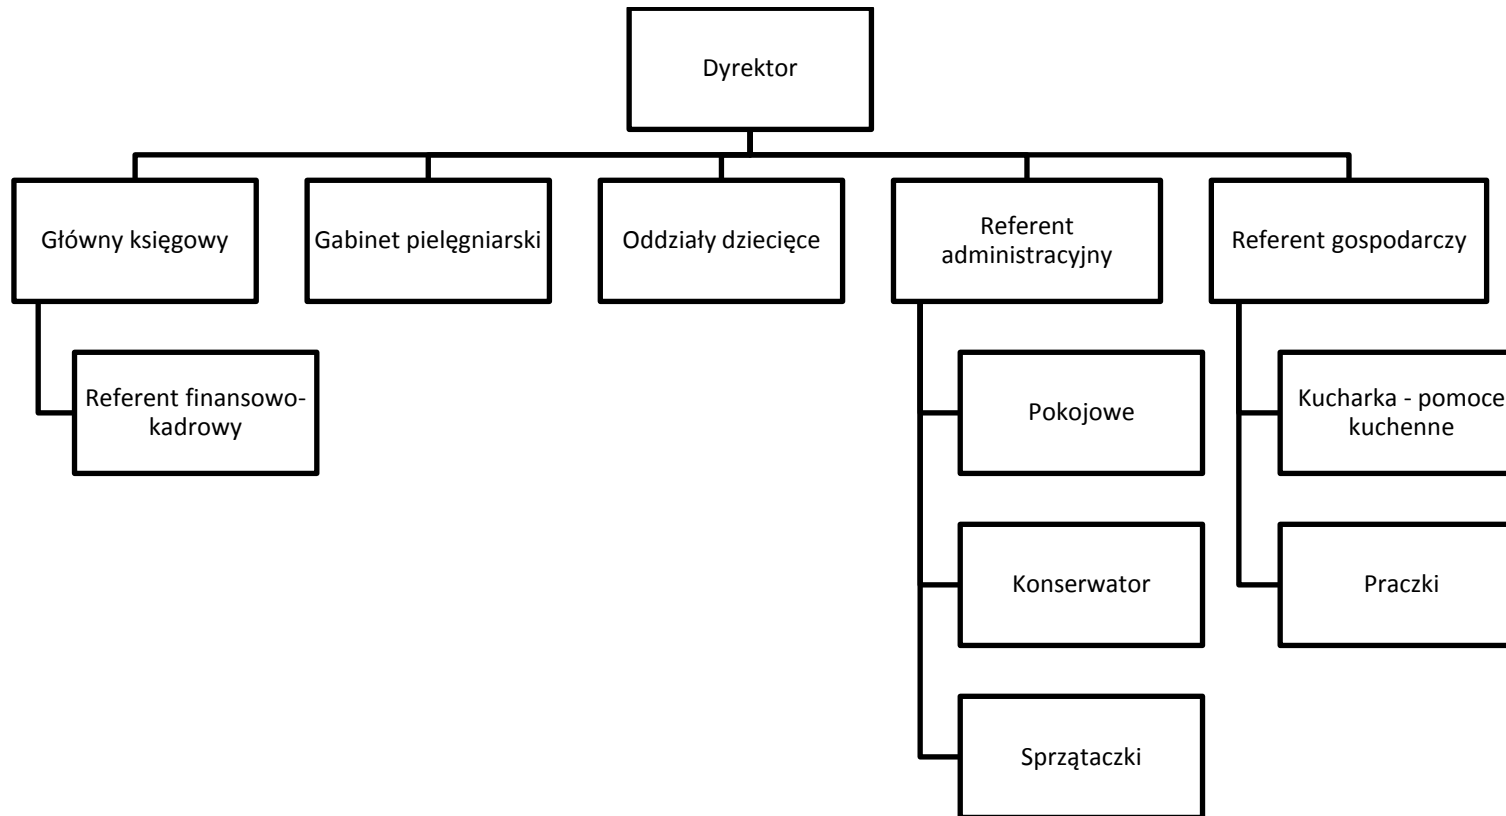 Dyrektor
Główny księgowy
Gabinet pielęgniarski
Oddziały dziecięce
Referent
administracyjny
Referent gospodarczy
Referent finansowo-
kadrowy
Pokojowe
Kucharka - pomoce
kuchenne
Konserwator
Praczki
Sprzątaczki